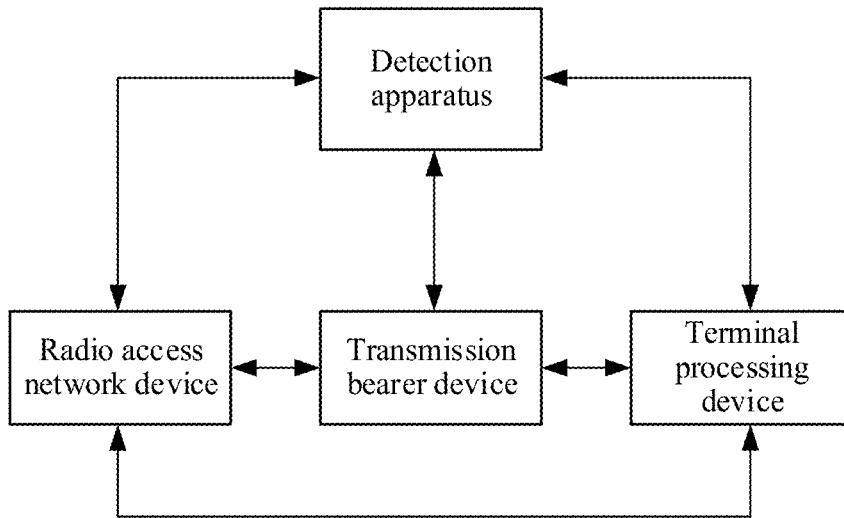 Detection
apparatus
Radio access
network device
Transmission
bearer device
Terminal
processing
device